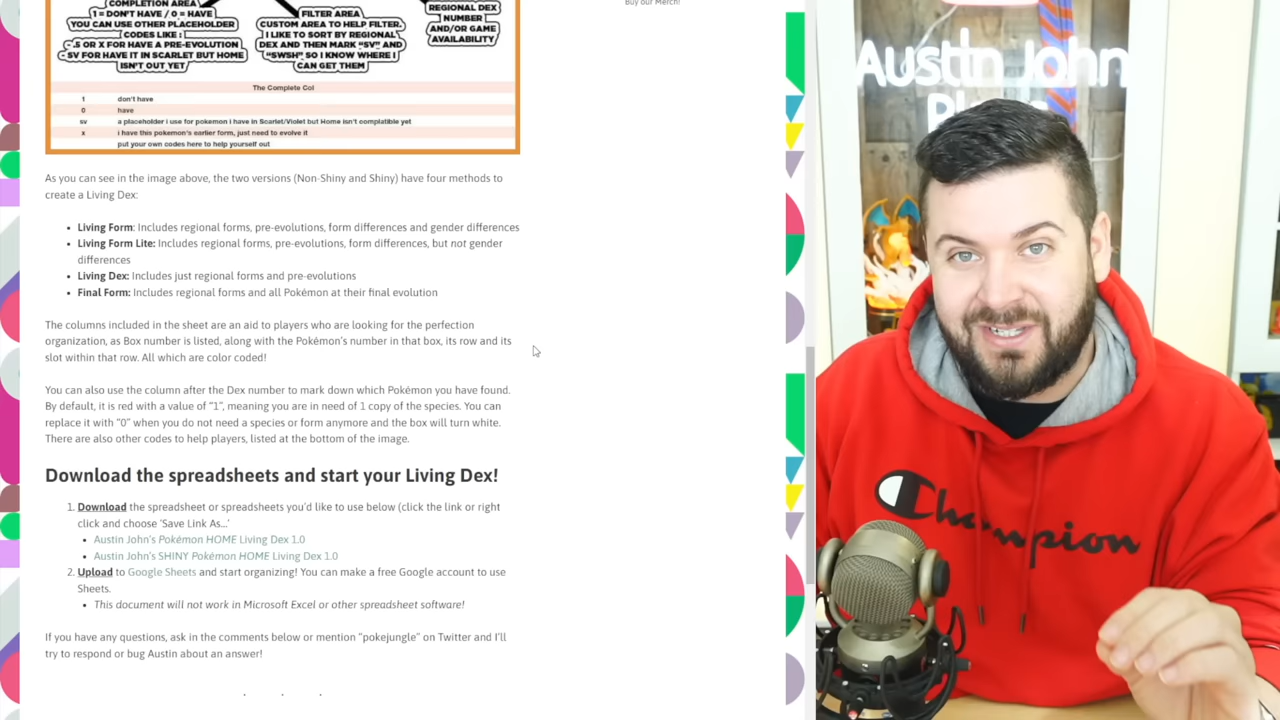 Buy our Merch!
COMPLETION AREA
1 = DON'T HAVE / 0 = HAVE
YOU CAN USE OTHER PLACEHOLDER
CODES LIKE :
.5 OR X FOR HAVE A PRE-EVOLUTION
- SV FOR HAVE IT IN SCARLET BUT HOME
ISN'T OUT YET
FILTER AREA
CUSTOM AREA TO HELP FILTER.
I LIKE TO SORT BY REGIONAL
DEX AND THEN MARK "SV" AND
"SWSH" SO I KNOW WHERE I
CAN GET THEM
REGIONAL DEX
NUMBER
AND/OR GAME
AVAILABILITY
The Complete Col
1 don't have
0 have
sv a placeholder i use for pokemon i have in Scarlet/Violet but Home isn't complatible yet
x i have this pokemon's earlier form, just need to evolve it
put your own codes here to help yourself out
As you can see in the image above, the two versions (Non-Shiny and Shiny) have four methods to
create a Living Dex:
• Living Form: Includes regional forms, pre-evolutions, form differences and gender differences
• Living Form Lite: Includes regional forms, pre-evolutions, form differences, but not gender
differences
• Living Dex: Includes just regional forms and pre-evolutions
• Final Form: Includes regional forms and all Pokémon at their final evolution
The columns included in the sheet are an aid to players who are looking for the perfection
organization, as Box number is listed, along with the Pokémon's number in that box, its row and its
slot within that row. All which are color coded!
You can also use the column after the Dex number to mark down which Pokémon you have found.
By default, it is red with a value of "1", meaning you are in need of 1 copy of the species. You can
replace it with "0" when you do not need a species or form anymore and the box will turn white.
There are also other codes to help players, listed at the bottom of the image.
Download the spreadsheets and start your Living Dex!
1. Download the spreadsheet or spreadsheets you'd like to use below (click the link or right
click and choose 'Save Link As...'
• Austin John's Pokémon HOME Living Dex 1.0
• Austin John's SHINY Pokémon HOME Living Dex 1.0
2. Upload to Google Sheets and start organizing! You can make a free Google account to use
Sheets.
• This document will not work in Microsoft Excel or other spreadsheet software!
If you have any questions, ask in the comments below or mention "pokejungle" on Twitter and I'll
try to respond or bug Austin about an answer!
Austin John
Champion